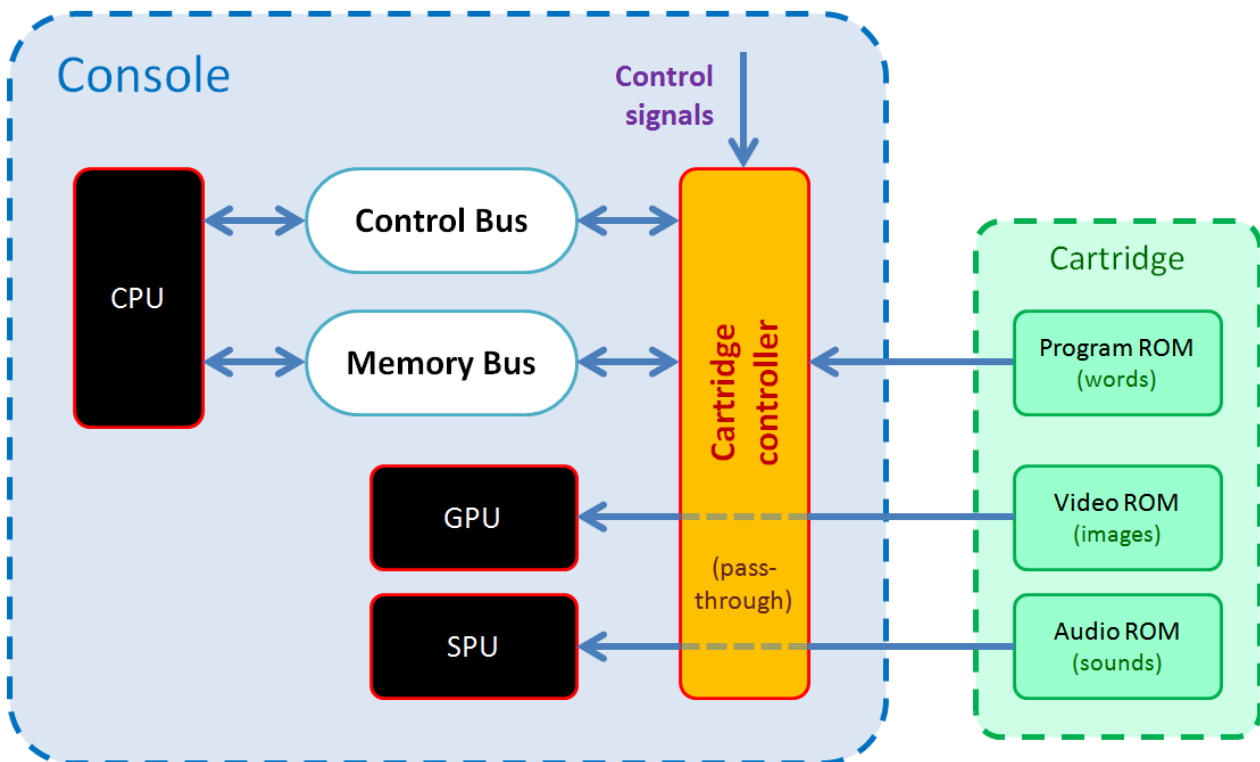 Console
Control
signals
Control Bus
CPU
Memory Bus
Cartridge
controller
(pass-
through)
GPU
SPU
Cartridge
Program ROM
(words)
Video ROM
(images)
Audio ROM
(sounds)